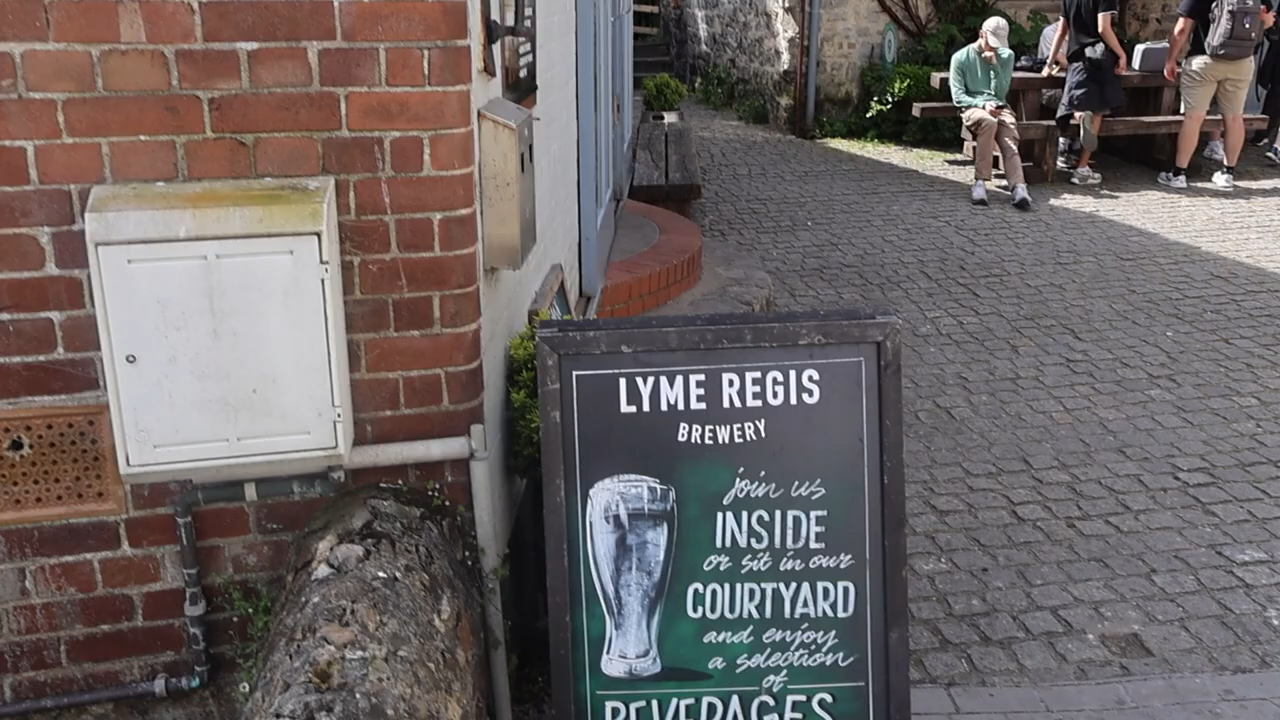 LYME REGIS
BREWERY
join us
INSIDE
or sit in our
COURTYARD
and enjoy
a selection
of
BEVERAGES